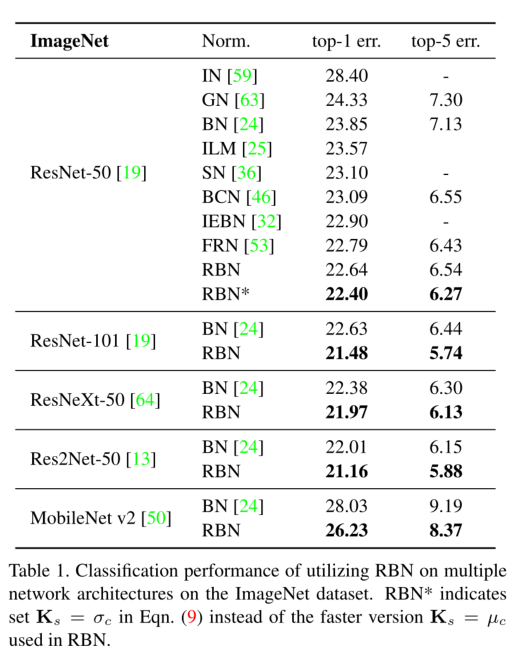 ImageNet Norm. top-1 err. top-5 err.
IN [59] 28.40 -
GN [63] 24.33 7.30
BN [24] 23.85 7.13
ILM [25] 23.57
ResNet-50 [19] SN [36] 23.10 -
BCN [46] 23.09 6.55
IEBN [32] 22.90 -
FRN [53] 22.79 6.43
RBN 22.64 6.54
RBN* 22.40 6.27
ResNet-101 [19] BN [24] 22.63 6.44
RBN 21.48 5.74
ResNeXt-50 [64] BN [24] 22.38 6.30
RBN 21.97 6.13
Res2Net-50 [13] BN [24] 22.01 6.15
RBN 21.16 5.88
MobileNet v2 [50] BN [24] 28.03 9.19
RBN 26.23 8.37
Table 1. Classification performance of utilizing RBN on multiple
network architectures on the ImageNet dataset. RBN* indicates
set K_s = σ_c in Eqn. (9) instead of the faster version K_s = μ_c
used in RBN.